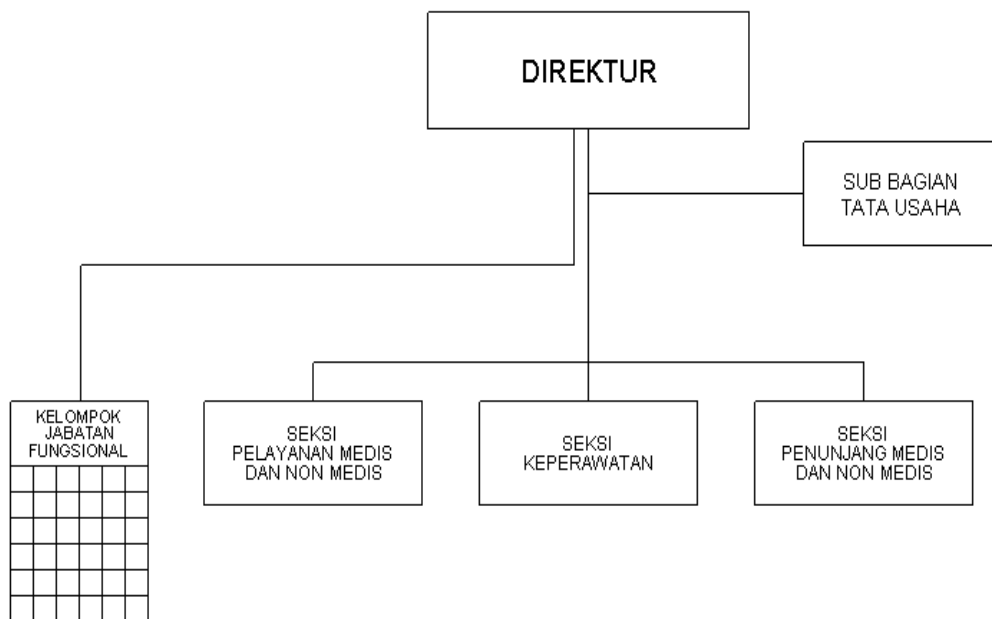 DIREKTUR
SUB BAGIAN
TATA USAHA
KELOMPOK
JABATAN
FUNGSIONAL
SEKSI
PELAYANAN MEDIS
DAN NON MEDIS
SEKSI
KEPERAWATAN
SEKSI
PENUNJANG MEDIS
DAN NON MEDIS